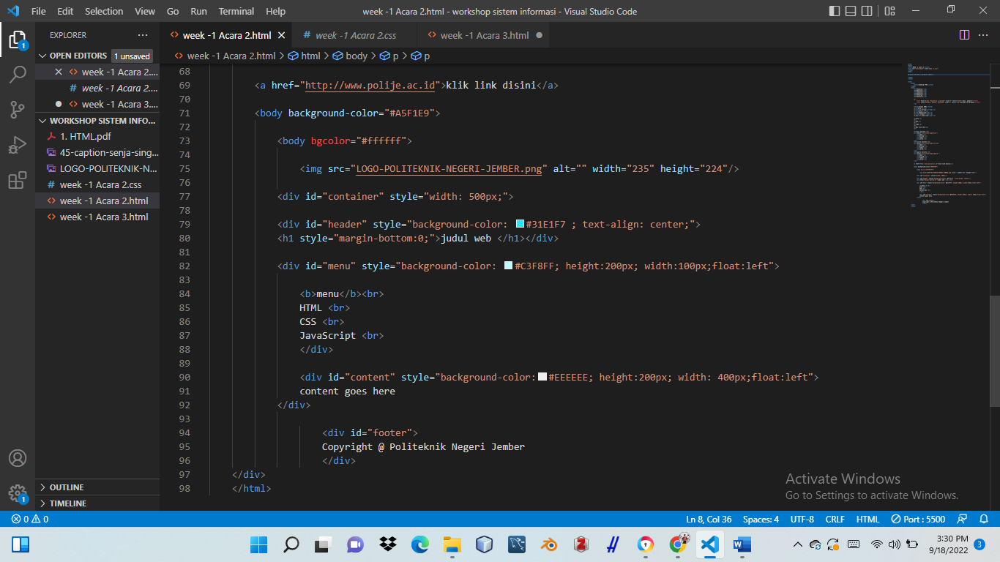 File Edit Selection View Go Run Terminal Help week -1 Acara 2.html - workshop sistem informasi - Visual Studio Code
EXPLORER ···
week -1 Acara 2.html
# week -1 Acara 2.css
week -1 Acara 3.html
week -1 Acara 2.html > html > body > p > p
OPEN EDITORS 1 unsaved
week -1 Acara 2....
# week -1 Acara 2....
week -1 Acara 3....
WORKSHOP SISTEM INFO...
1. HTML.pdf
45-caption-senja-sing...
LOGO-POLITEKNIK-N...
# week -1 Acara 2.css
week -1 Acara 2.html
week -1 Acara 3.html
OUTLINE
TIMELINE
1
1
68
69 <a href="http://www.polije.ac.id">klik link disini</a>
70
71 <body background-color="#A5F1E9">
72
73 <body bgcolor="#ffffff">
74
75 <img src="LOGO-POLITEKNIK-NEGERI-JEMBER.png" alt="" width="235" height="224"/>
76
77 <div id="container" style="width: 500px;">
78
79 <div id="header" style="background-color: #31E1F7 ; text-align: center;">
80 <h1 style="margin-bottom:0;">judul web </h1></div>
81
82 <div id="menu" style="background-color: #C3F8FF; height:200px; width:100px;float:left">
83
84 <b>menu</b><br>
85 HTML <br>
86 CSS <br>
87 JavaScript <br>
88 </div>
89
90 <div id="content" style="background-color:#EEEEEE; height:200px; width: 400px;float:left">
91 content goes here
92 </div>
93
94 <div id="footer">
95 Copyright @ Politeknik Negeri Jember
96 </div>
97 </div>
98 </html>
Activate Windows
Go to Settings to activate Windows.
0 0 Ln 8, Col 36 Spaces: 4 UTF-8 CRLF HTML Port : 5500
3:30 PM
9/18/2022 3